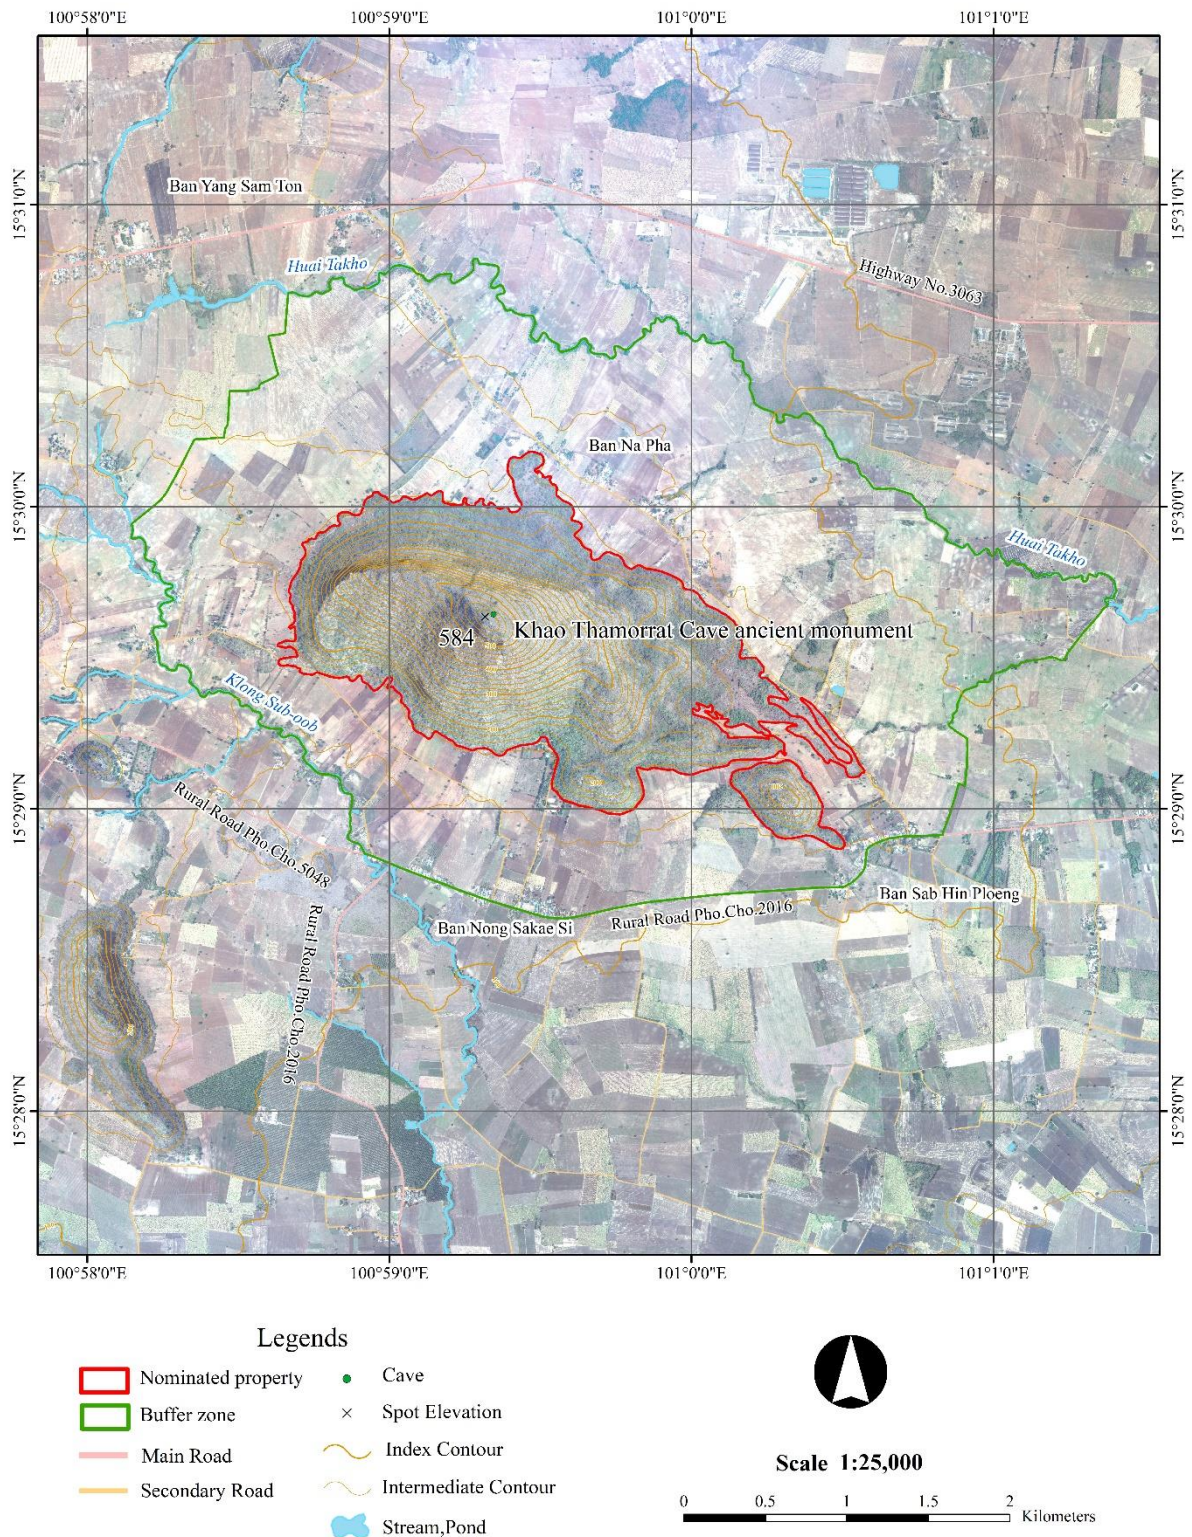 100°58'0"E 100°59'0"E 101°0'0"E 101°1'0"E
Ban Yang Sam Ton
15°31'0"N 15°31'0"N
Huai Takho
Highway No.3063
Ban Na Pha
15°30'0"N 15°30'0"N
Huai Takho
584 Khao Thamorrat Cave ancient monument
Klong Sub-oob
15°29'0"N 15°29'0"N
Rural Road Pho.Cho.5048
Ban Sab Hin Ploeng
Rural Road Pho.Cho.2016
Ban Nong Sakae Si
Rural Road Pho.Cho.2016
15°28'0"N 15°28'0"N
100°58'0"E 100°59'0"E 101°0'0"E 101°1'0"E
Legends
Nominated property
Buffer zone
Main Road
Secondary Road
Cave
Spot Elevation
Index Contour
Intermediate Contour
Stream,Pond
Scale 1:25,000
0 0.5 1 1.5 2
Kilometers